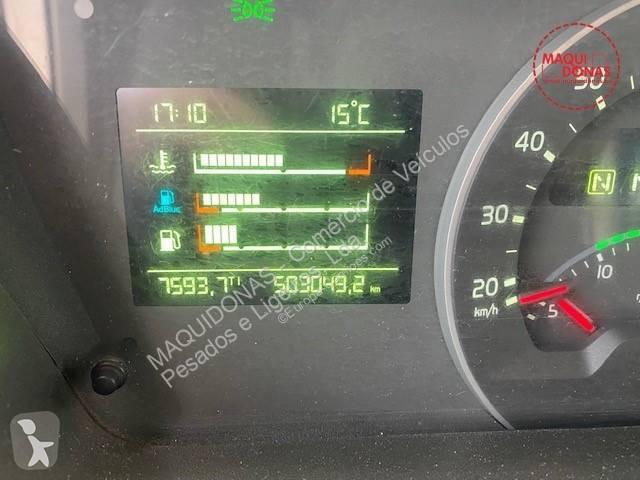 MAQUI
DONAS
17:10 15°C
AdBlue
7593,7 503049,2 km
50
40
30
20
km/h
N
10
5
MAQUIDONAS - Comércio de Veículos
Pesados e Ligeiros, Lda.